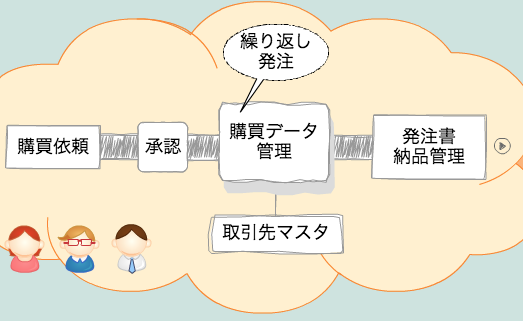 繰り返し
発注
購買依頼
承認
購買データ
管理
発注書
納品管理
取引先マスタ